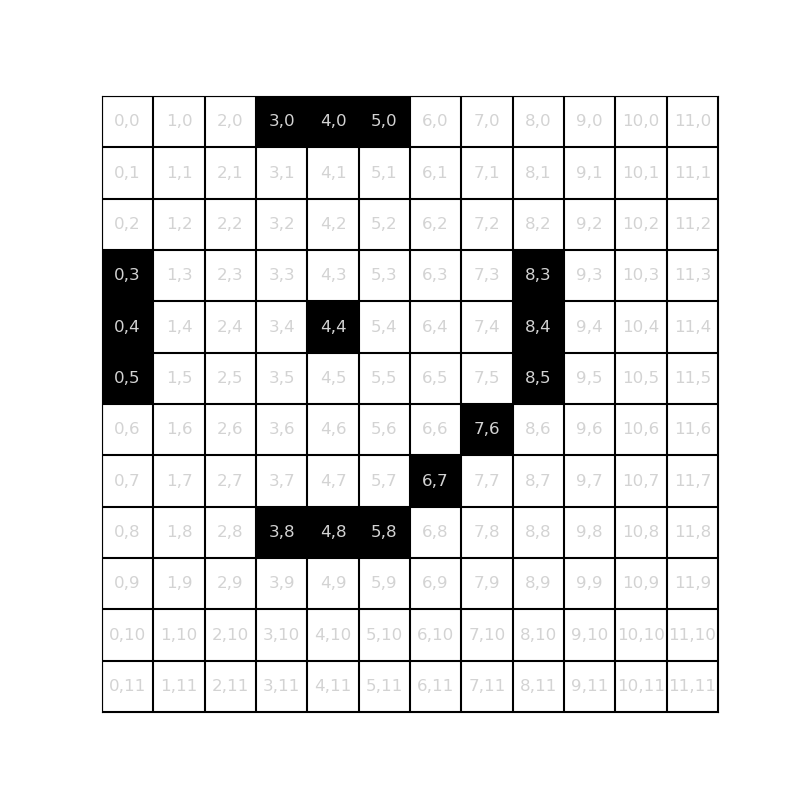 0,0 1,0 2,0 3,0 4,0 5,0 6,0 7,0 8,0 9,0 10,0 11,0
0,1 1,1 2,1 3,1 4,1 5,1 6,1 7,1 8,1 9,1 10,1 11,1
0,2 1,2 2,2 3,2 4,2 5,2 6,2 7,2 8,2 9,2 10,2 11,2
0,3 1,3 2,3 3,3 4,3 5,3 6,3 7,3 8,3 9,3 10,3 11,3
0,4 1,4 2,4 3,4 4,4 5,4 6,4 7,4 8,4 9,4 10,4 11,4
0,5 1,5 2,5 3,5 4,5 5,5 6,5 7,5 8,5 9,5 10,5 11,5
0,6 1,6 2,6 3,6 4,6 5,6 6,6 7,6 8,6 9,6 10,6 11,6
0,7 1,7 2,7 3,7 4,7 5,7 6,7 7,7 8,7 9,7 10,7 11,7
0,8 1,8 2,8 3,8 4,8 5,8 6,8 7,8 8,8 9,8 10,8 11,8
0,9 1,9 2,9 3,9 4,9 5,9 6,9 7,9 8,9 9,9 10,9 11,9
0,10 1,10 2,10 3,10 4,10 5,10 6,10 7,10 8,10 9,10 10,10 11,10
0,11 1,11 2,11 3,11 4,11 5,11 6,11 7,11 8,11 9,11 10,11 11,11